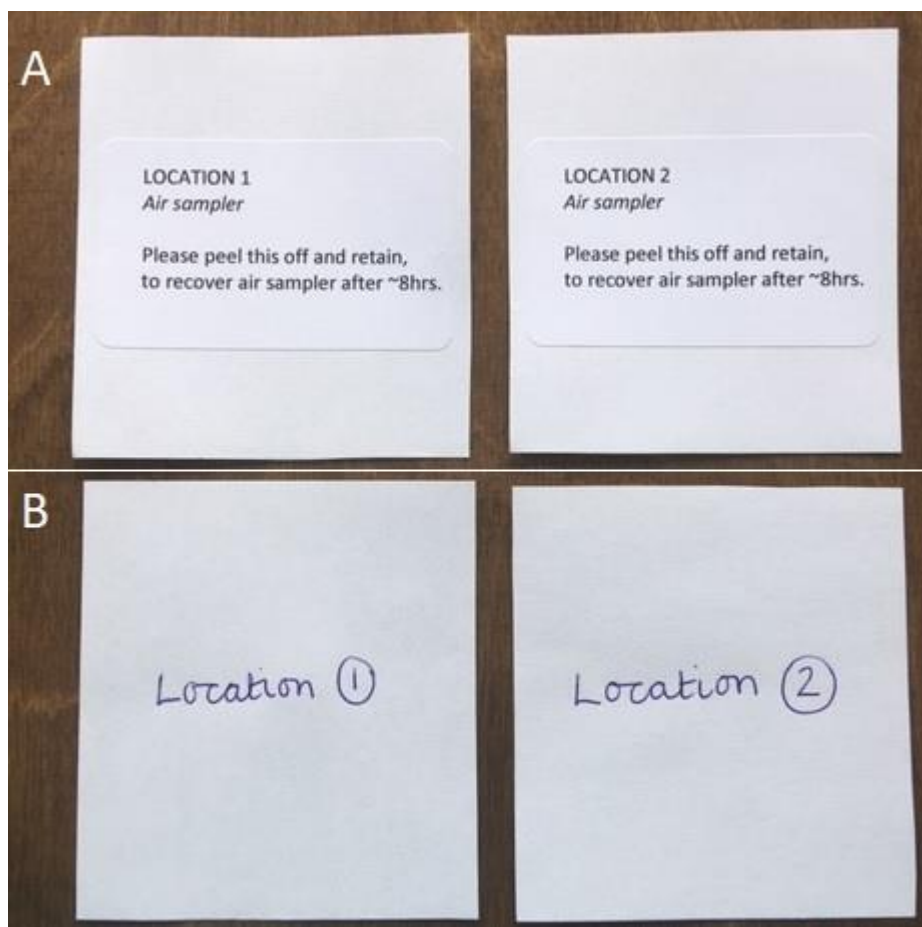 A
LOCATION 1
Air sampler
Please peel this off and retain,
to recover air sampler after ~8hrs.
LOCATION 2
Air sampler
Please peel this off and retain,
to recover air sampler after ~8hrs.
B
Location ①
Location ②